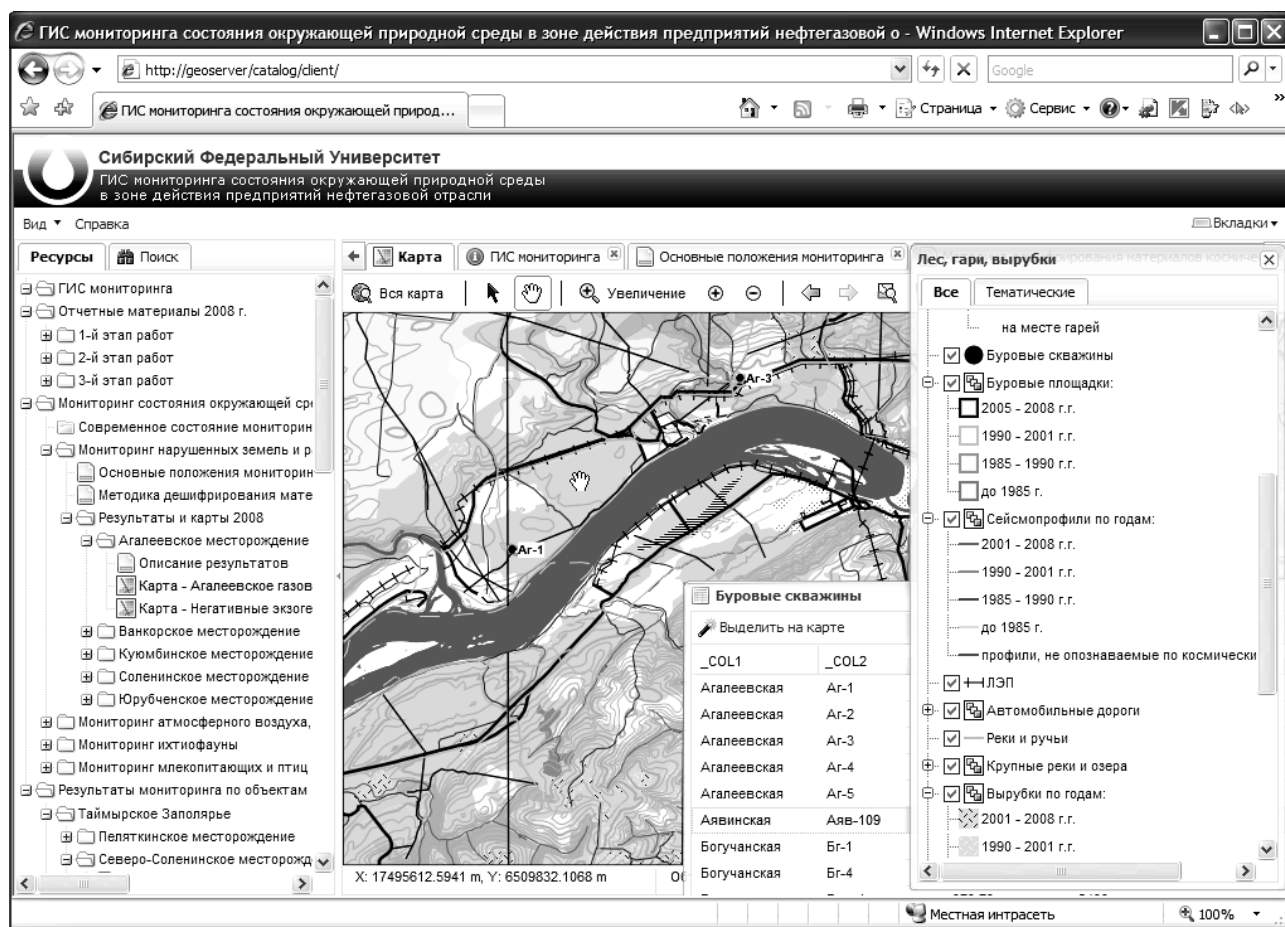 ГИС мониторинга состояния окружающей природной среды в зоне действия предприятий нефтегазовой о - Windows Internet Explorer
http://geoserver/catalog/client/
Google
ГИС мониторинга состояния окружающей природ...
Страница
Сервис
Сибирский Федеральный Университет
ГИС мониторинга состояния окружающей природной среды
в зоне действия предприятий нефтегазовой отрасли
Вид
Справка
Вкладки
Ресурсы
Поиск
ГИС мониторинга
Отчетные материалы 2008 г.
1-й этап работ
2-й этап работ
3-й этап работ
Мониторинг состояния окружающей сре
Современное состояние мониторин
Мониторинг нарушенных земель и р
Основные положения мониторин
Методика дешифрирования мате
Результаты и карты 2008
Агалеевское месторождение
Описание результатов
Карта - Агалеевское газов
Карта - Негативные экзоге
Ванкорское месторождение
Куюмбинское месторождение
Соленинское месторождение
Юрубченское месторождение
Мониторинг атмосферного воздуха,
Мониторинг ихтиофауны
Мониторинг млекопитающих и птиц
Результаты мониторинга по объектам
Таймырское Заполярье
Пеляткинское месторождение
Северо-Соленинское месторожд
Карта
ГИС мониторинга
Основные положения мониторинга
Вся карта
Увеличение
Аг-3
Аг-1
Буровые скважины
Выделить на карте
_COL1 _COL2
Агалеевская Аг-1
Агалеевская Аг-2
Агалеевская Аг-3
Агалеевская Аг-4
Агалеевская Аг-5
Аявинская Аяв-109
Богучанская Бг-1
Богучанская Бг-4
X: 17495612.5941 m, Y: 6509832.1068 m
Лес, гари, вырубки
Все
Тематические
на месте гарей
Буровые скважины
Буровые площадки:
2005 - 2008 г.г.
1990 - 2001 г.г.
1985 - 1990 г.г.
до 1985 г.
Сейсмопрофили по годам:
2001 - 2008 г.г.
1990 - 2001 г.г.
1985 - 1990 г.г.
до 1985 г.
профили, не опознаваемые по космически
ЛЭП
Автомобильные дороги
Реки и ручьи
Крупные реки и озера
Вырубки по годам:
2001 - 2008 г.г.
1990 - 2001 г.г.
Местная интрасеть
100%